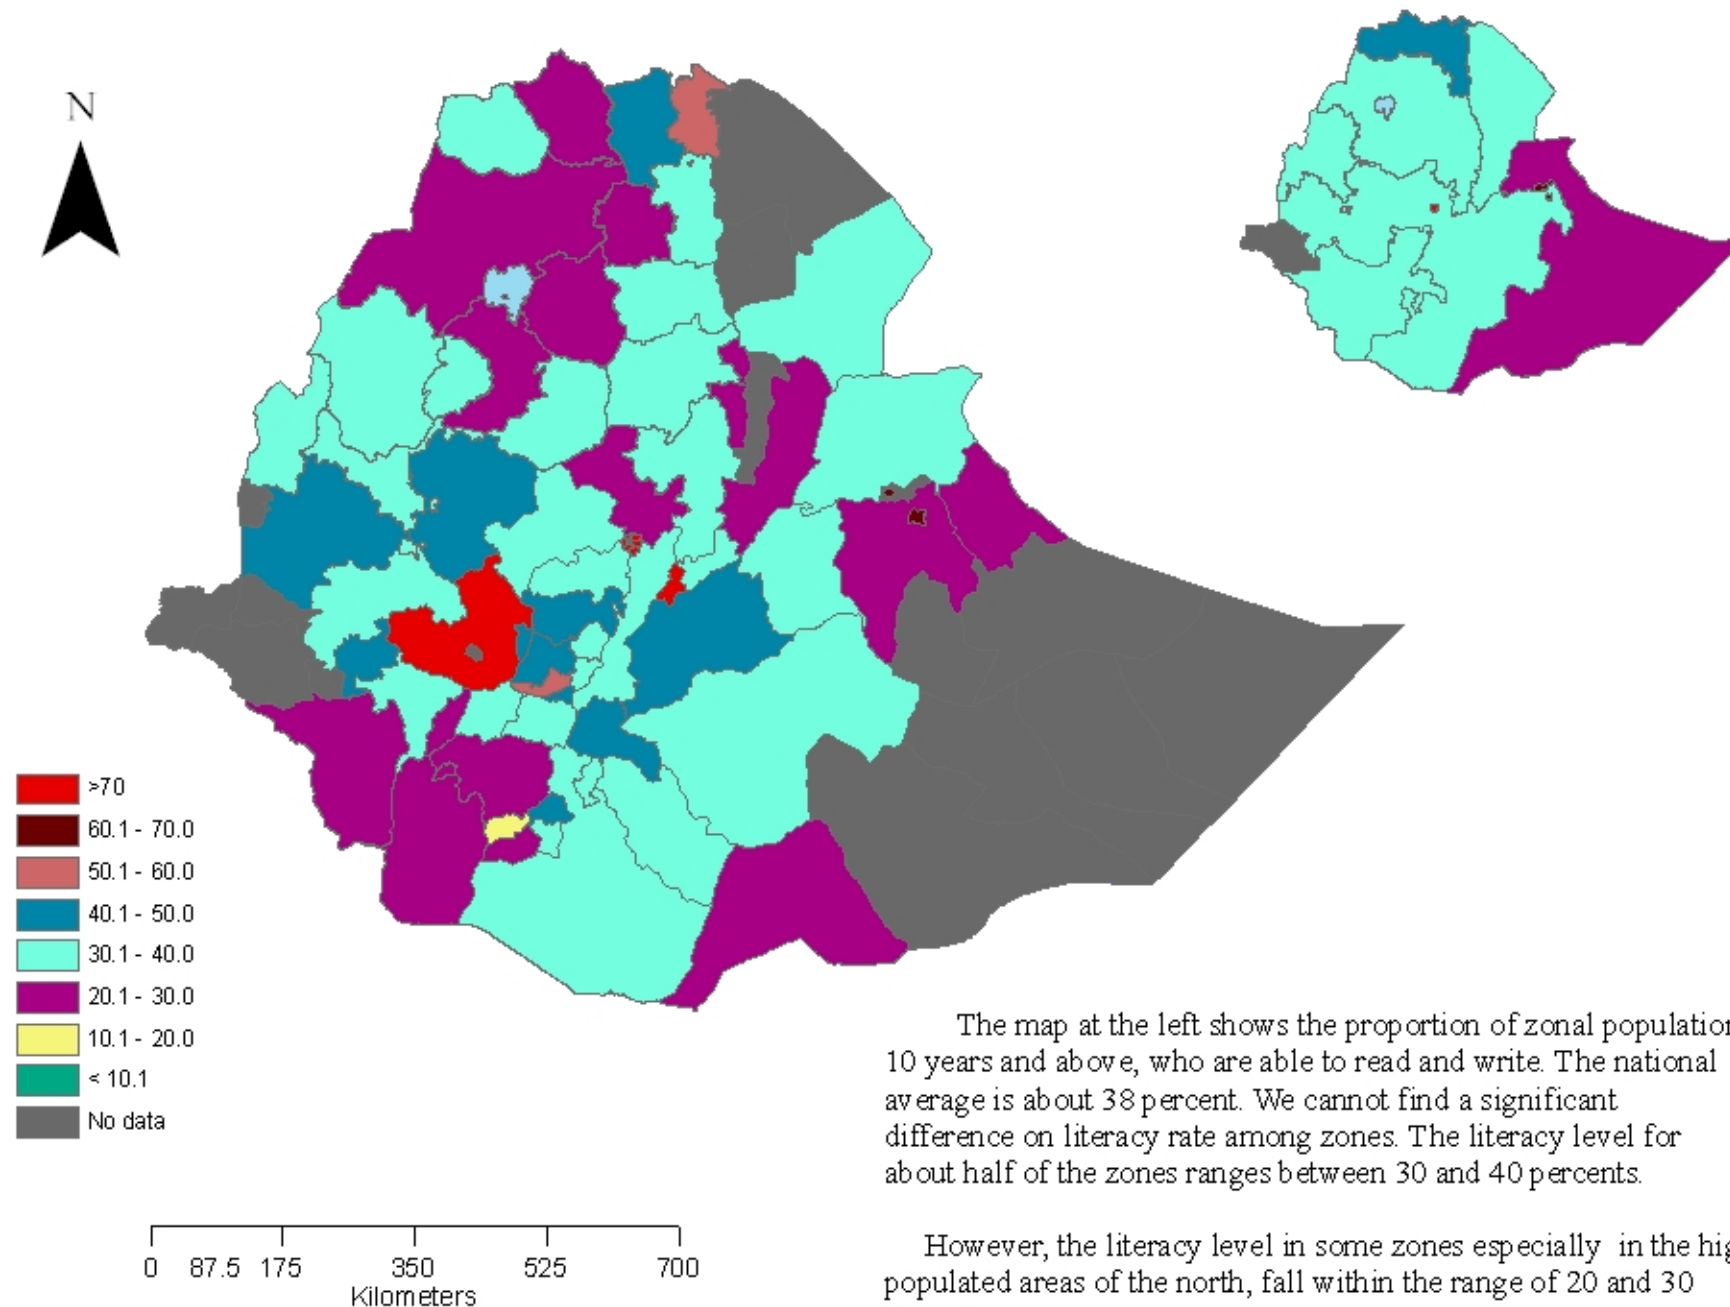 N
>70
60.1 - 70.0
50.1 - 60.0
40.1 - 50.0
30.1 - 40.0
20.1 - 30.0
10.1 - 20.0
< 10.1
No data
0 87.5 175 350 525 700
Kilometers
The map at the left shows the proportion of zonal population
10 years and above, who are able to read and write. The national
average is about 38 percent. We cannot find a significant
difference on literacy rate among zones. The literacy level for
about half of the zones ranges between 30 and 40 percents.
However, the literacy level in some zones especially in the
populated areas of the north, fall within the range of 20 and 30